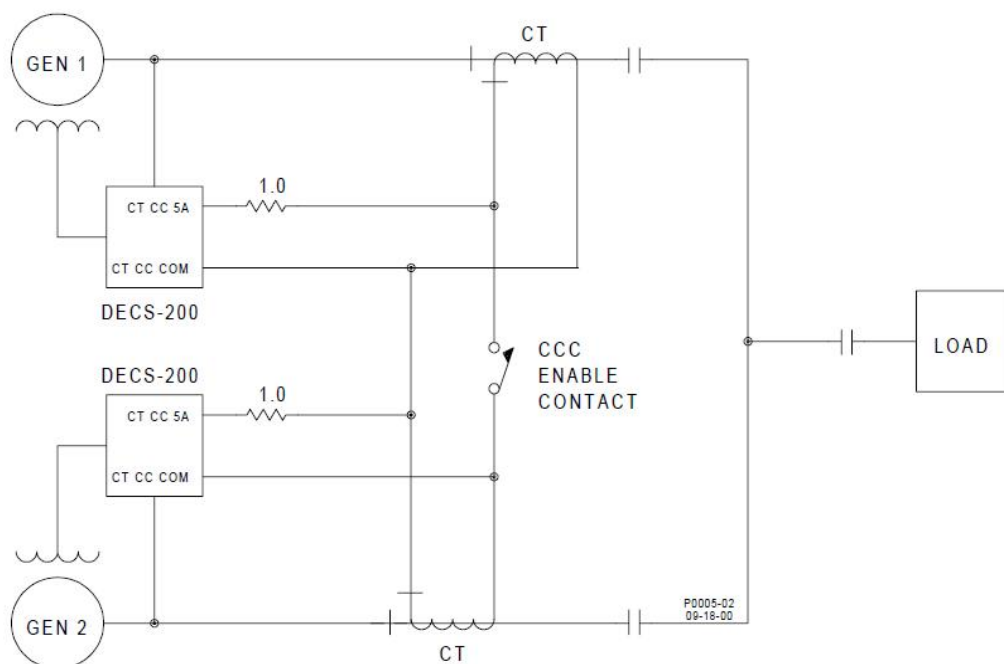 CT
GEN 1
1.0
CT CC 5A
CT CC COM
DECS-200
CCC
ENABLE
CONTACT
LOAD
DECS-200
1.0
CT CC 5A
CT CC COM
P0005-02
09-18-00
GEN 2
CT